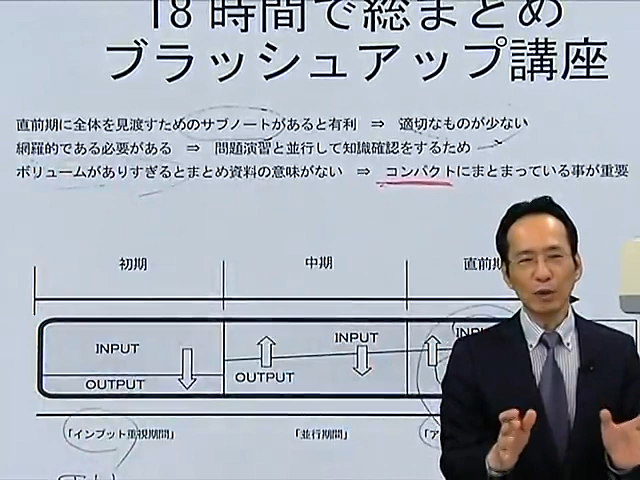 18時間で総まとめ
ブラッシュアップ講座
直前期に全体を見渡すためのサブノートがあると有利 ⇒ 適切なものが少ない
網羅的である必要がある ⇒ 問題演習と並行して知識確認をするため
ボリュームがありすぎるとまとめ資料の意味がない ⇒ コンパクトにまとまっている事が重要
初期 中期 直前期
INPUT INPUT INPUT
OUTPUT OUTPUT
「インプット重視期間」 「並行期間」 「ア